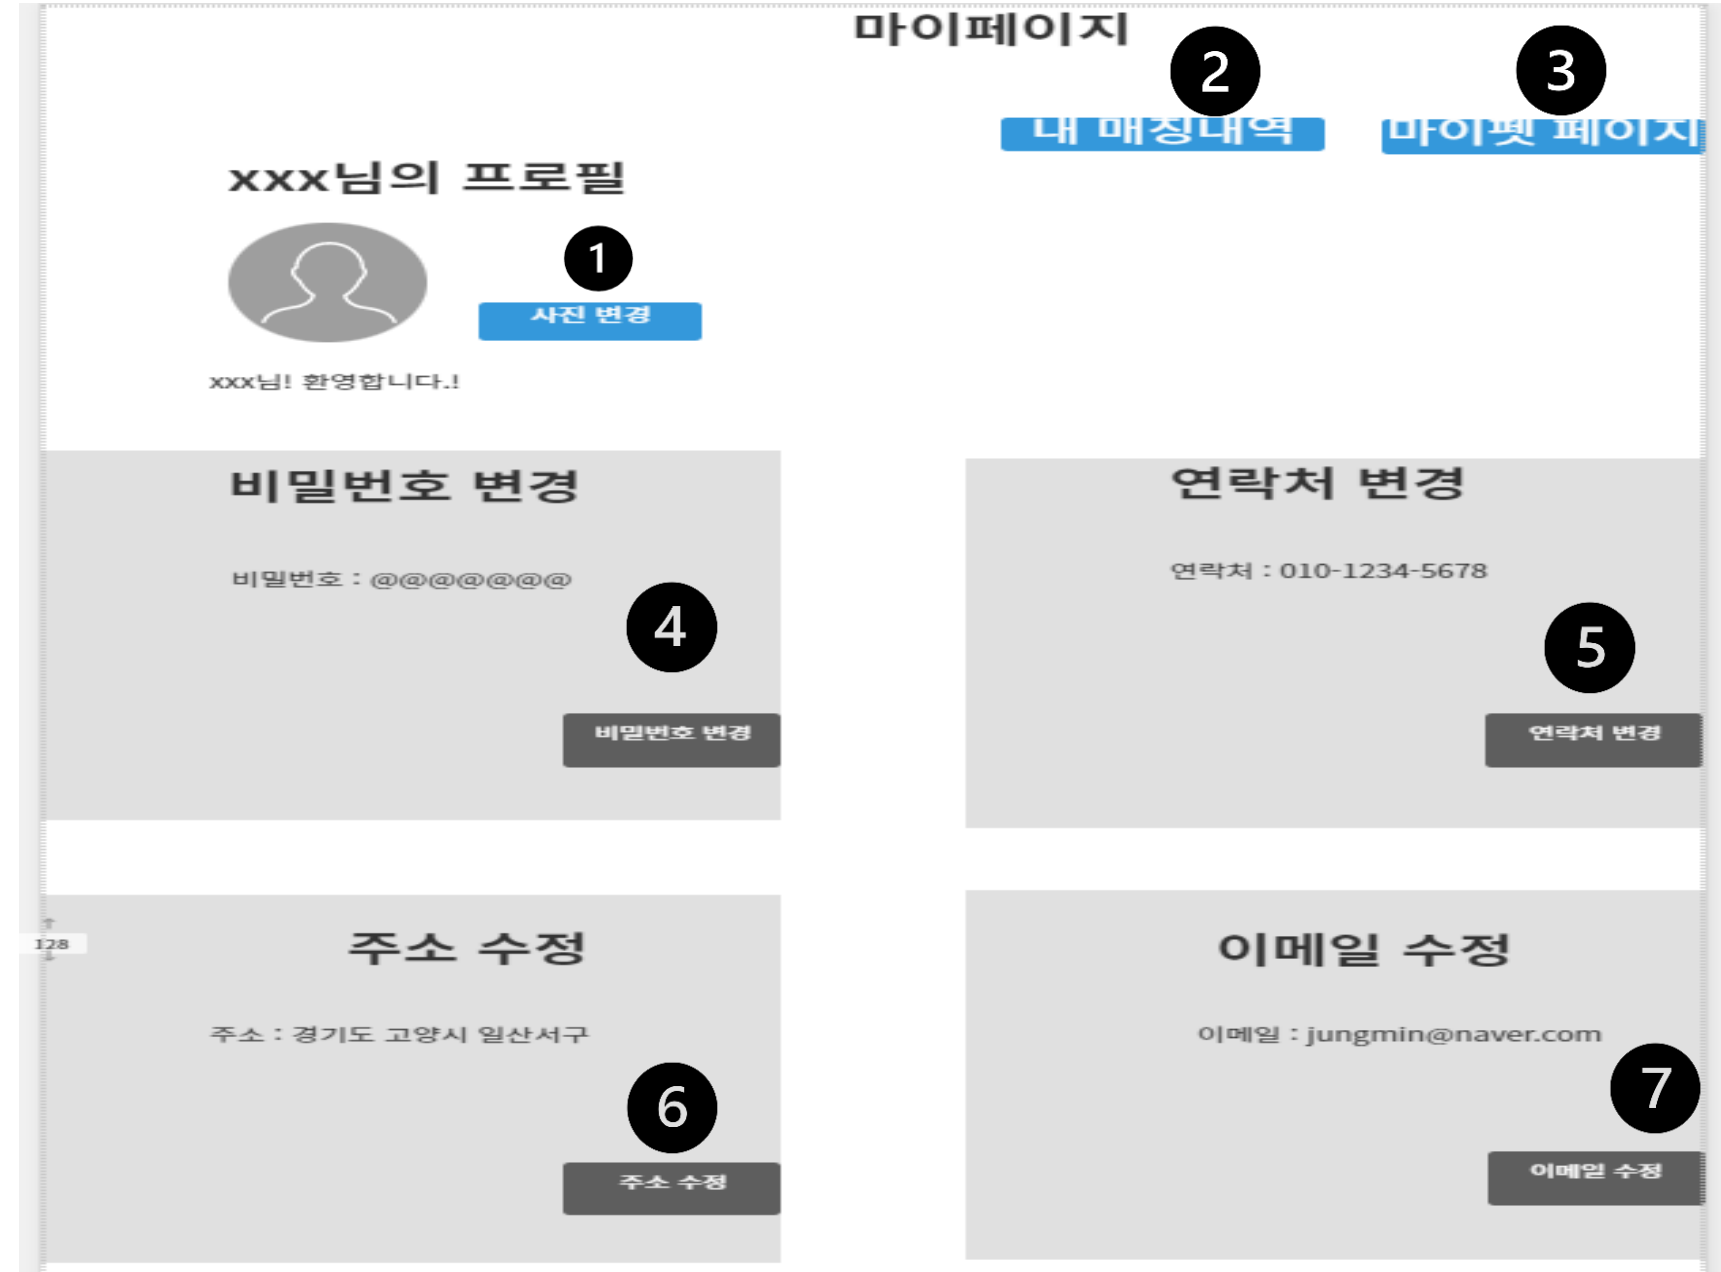 마이페이지
2
3
내 매칭내역
마이펫 페이지
xxx님의 프로필
1
사진 변경
xxx님! 환영합니다.!
비밀번호 변경
비밀번호 : @@@@@@@
4
비밀번호 변경
연락처 변경
연락처 : 010-1234-5678
5
연락처 변경
128
주소 수정
주소 : 경기도 고양시 일산서구
6
주소 수정
이메일 수정
이메일 : jungmin@naver.com
7
이메일 수정